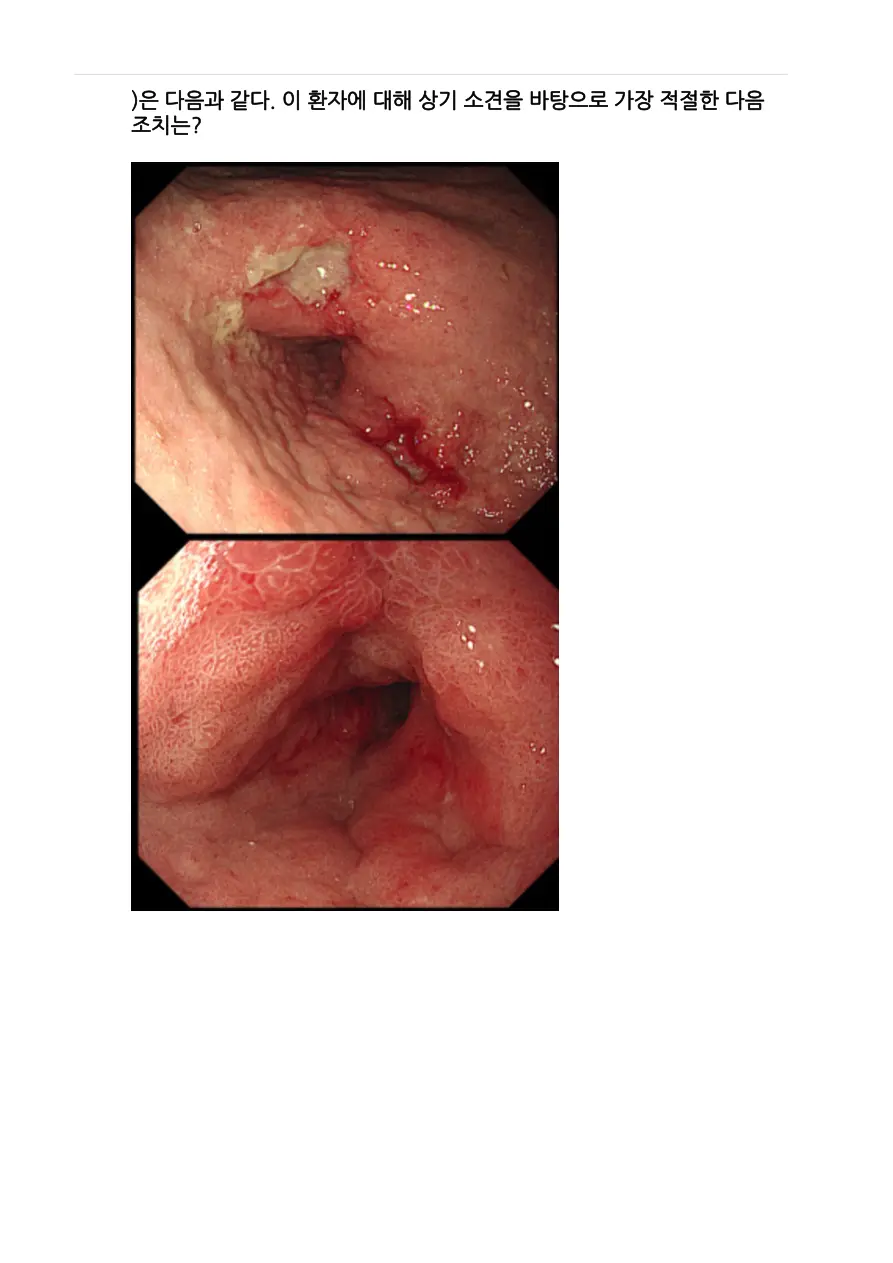 )은 다음과 같다. 이 환자에 대해 상기 소견을 바탕으로 가장 적절한 다음
조치는?